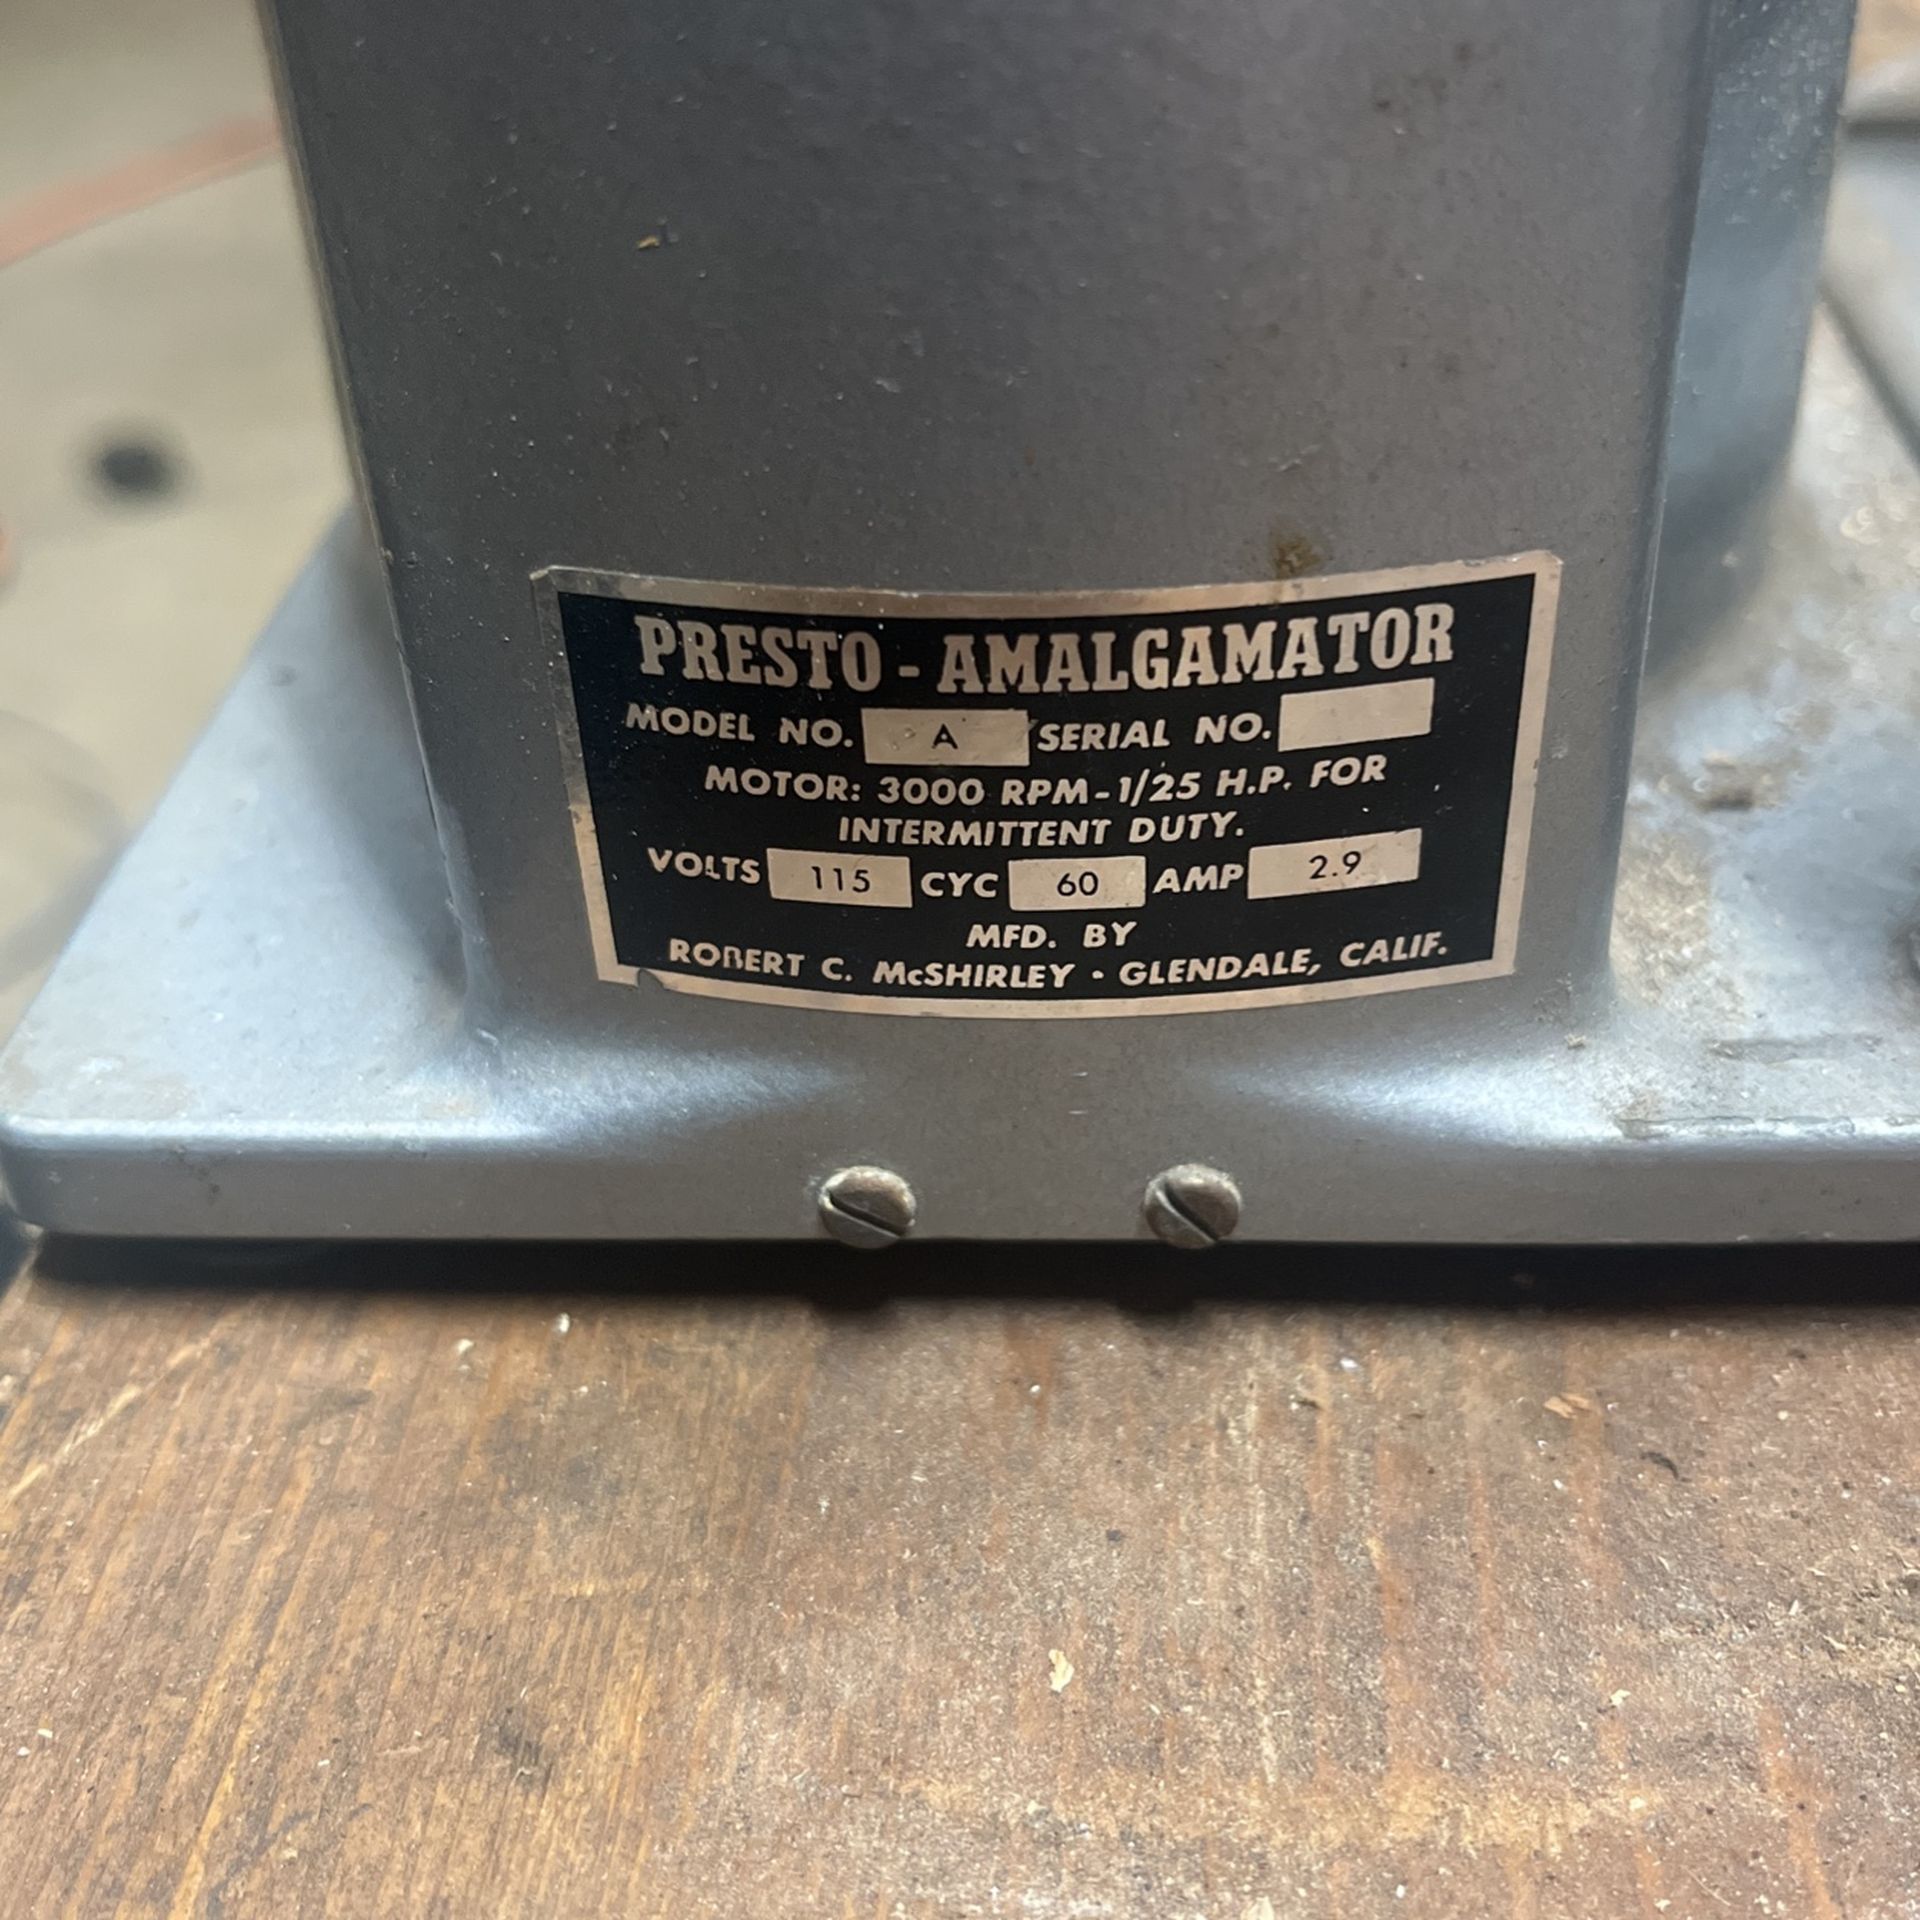 PRESTO - AMALGAMATOR
MODEL NO. A SERIAL NO.
MOTOR: 3000 RPM - 1/25 H.P. FOR
INTERMITTENT DUTY.
VOLTS 115 CYC 60 AMP 2.9
MFD. BY
ROBERT C. McSHIRLEY • GLENDALE, CALIF.